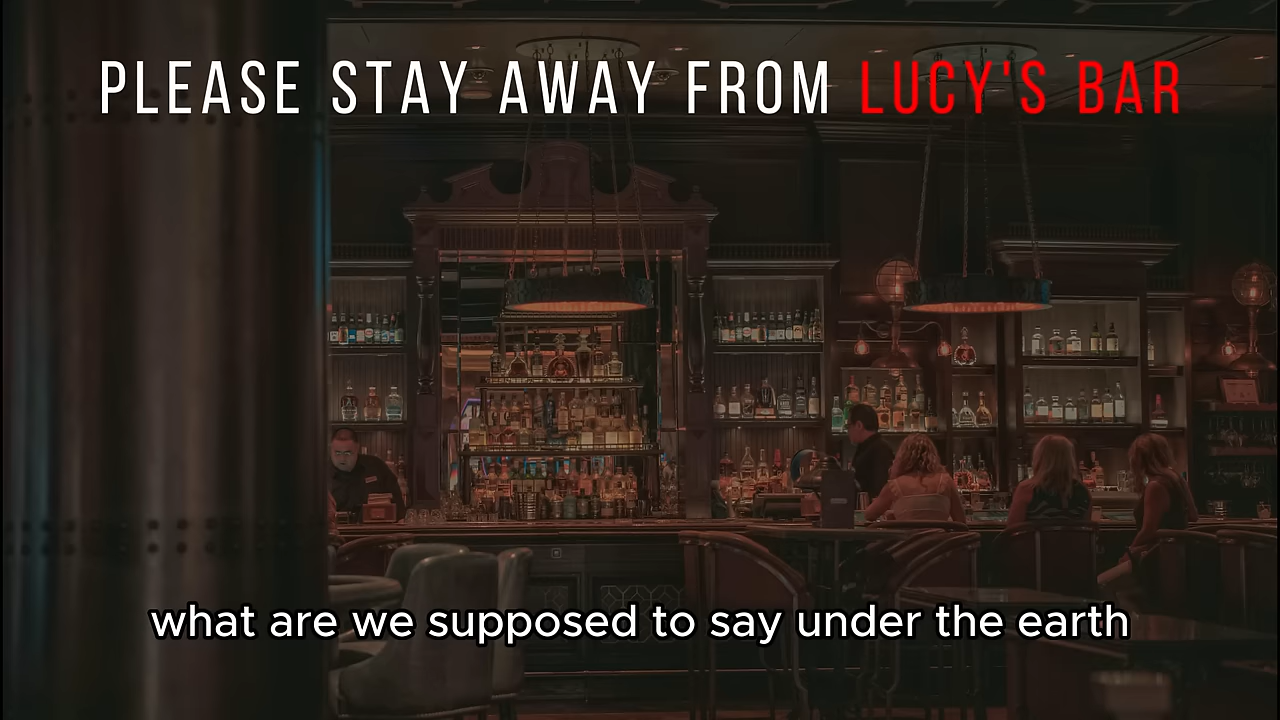 PLEASE STAY AWAY FROM LUCY'S BAR
what are we supposed to say under the earth